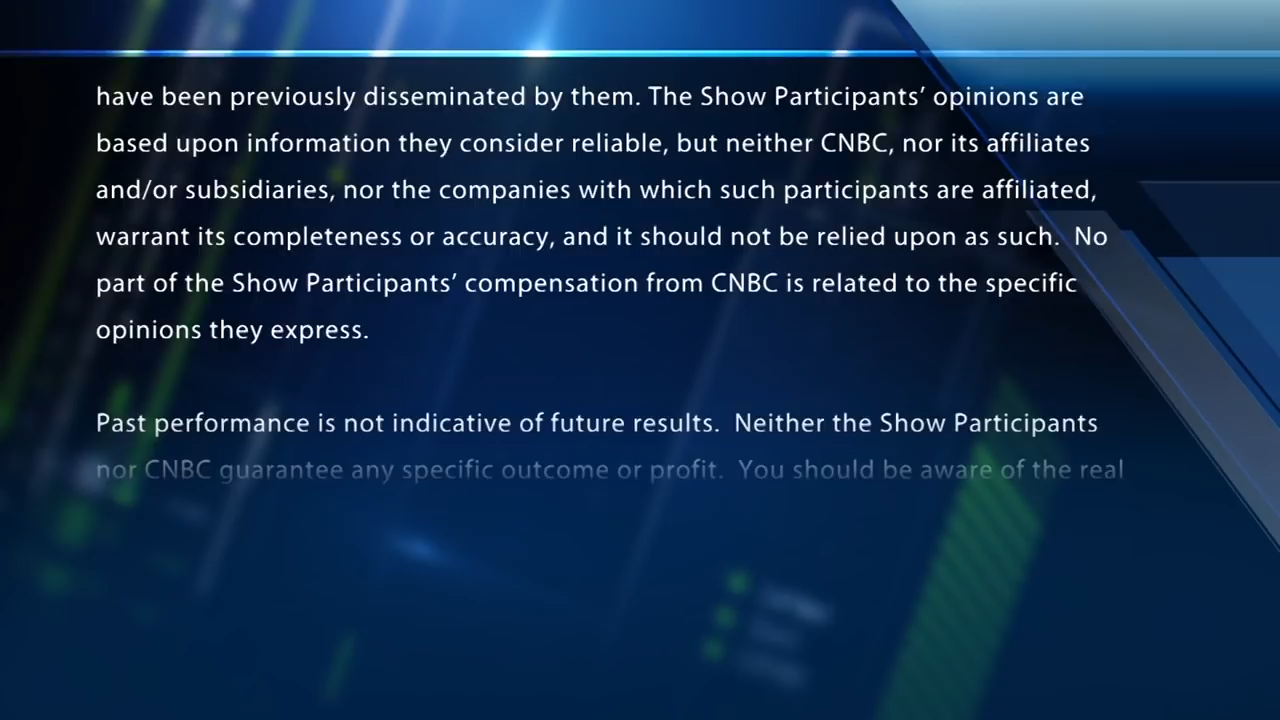 have been previously disseminated by them. The Show Participants’ opinions are
based upon information they consider reliable, but neither CNBC, nor its affiliates
and/or subsidiaries, nor the companies with which such participants are affiliated,
warrant its completeness or accuracy, and it should not be relied upon as such.  No
part of the Show Participants’ compensation from CNBC is related to the specific
opinions they express.
Past performance is not indicative of future results.  Neither the Show Participants
nor CNBC guarantee any specific outcome or profit.  You should be aware of the real